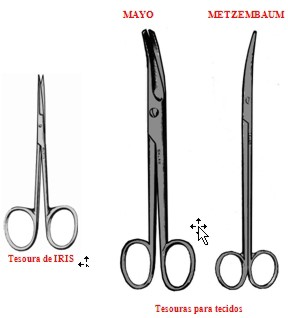 MAYO METZEMBAUM
Tesoura de IRIS
Tesouras para tecidos